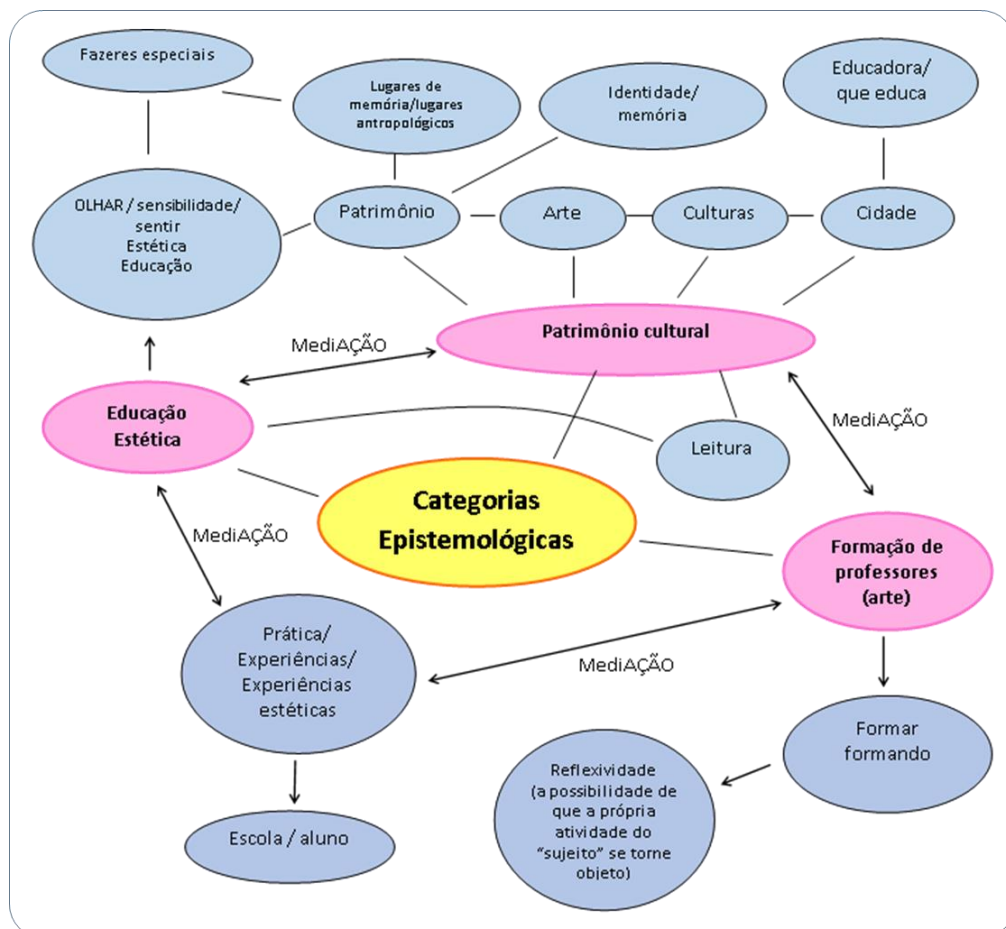 Fazeres especiais
Lugares de
memória/lugares
antropológicos
Identidade/
memória
Educadora/
que educa
OLHAR / sensibilidade/
sentir
Estética
Educação
Patrimônio
Arte
Culturas
Cidade
Patrimônio cultural
MediAÇÃO
Educação
Estética
MediAÇÃO
Leitura
Categorias
Epistemológicas
MediAÇÃO
Formação de
professores
(arte)
Prática/
Experiências/
Experiências
estéticas
MediAÇÃO
Formar
formando
Reflexividade
(a possibilidade de
que a própria
atividade do
“sujeito” se torne
objeto)
Escola / aluno